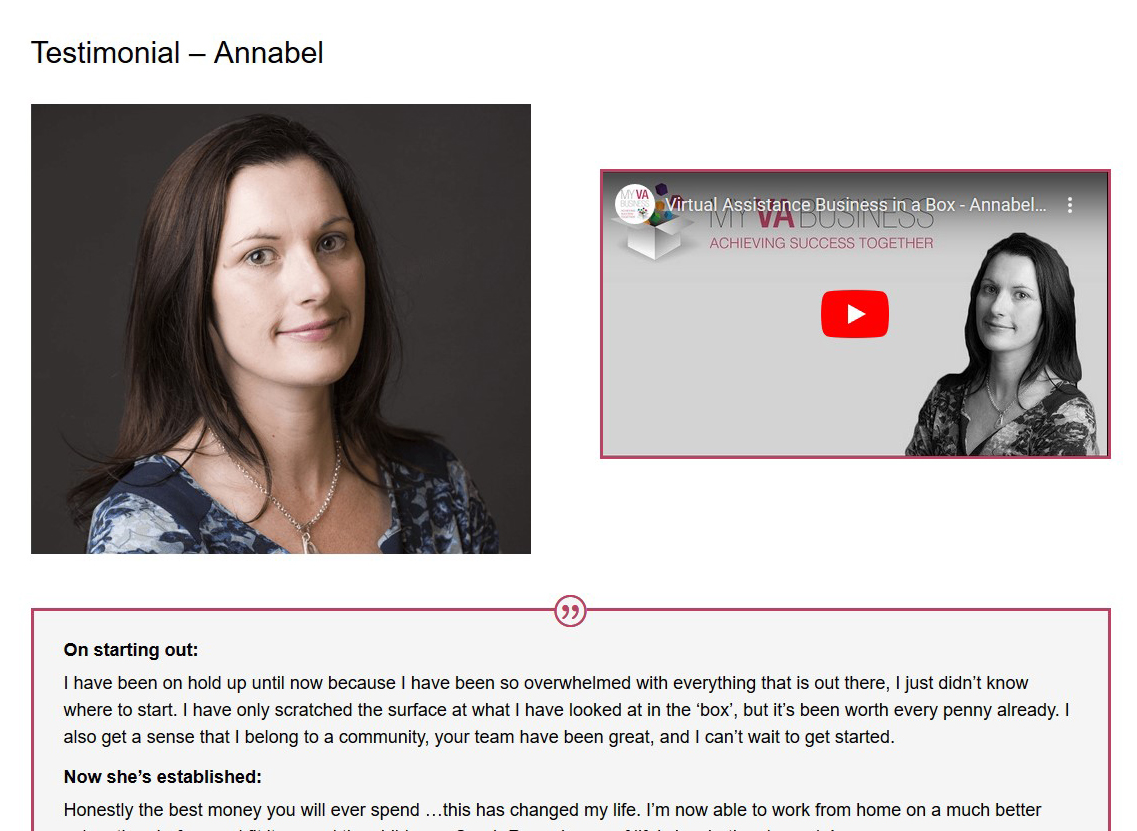 Testimonial – Annabel
MY VA
BUSINESS
Virtual Assistance Business in a Box - Annabel...
MY VA BUSINESS
ACHIEVING SUCCESS TOGETHER
On starting out:
I have been on hold up until now because I have been so overwhelmed with everything that is out there, I just didn’t know
where to start. I have only scratched the surface at what I have looked at in the ‘box’, but it’s been worth every penny already. I
also get a sense that I belong to a community, your team have been great, and I can’t wait to get started.
Now she’s established:
Honestly the best money you will ever spend …this has changed my life. I’m now able to work from home on a much better